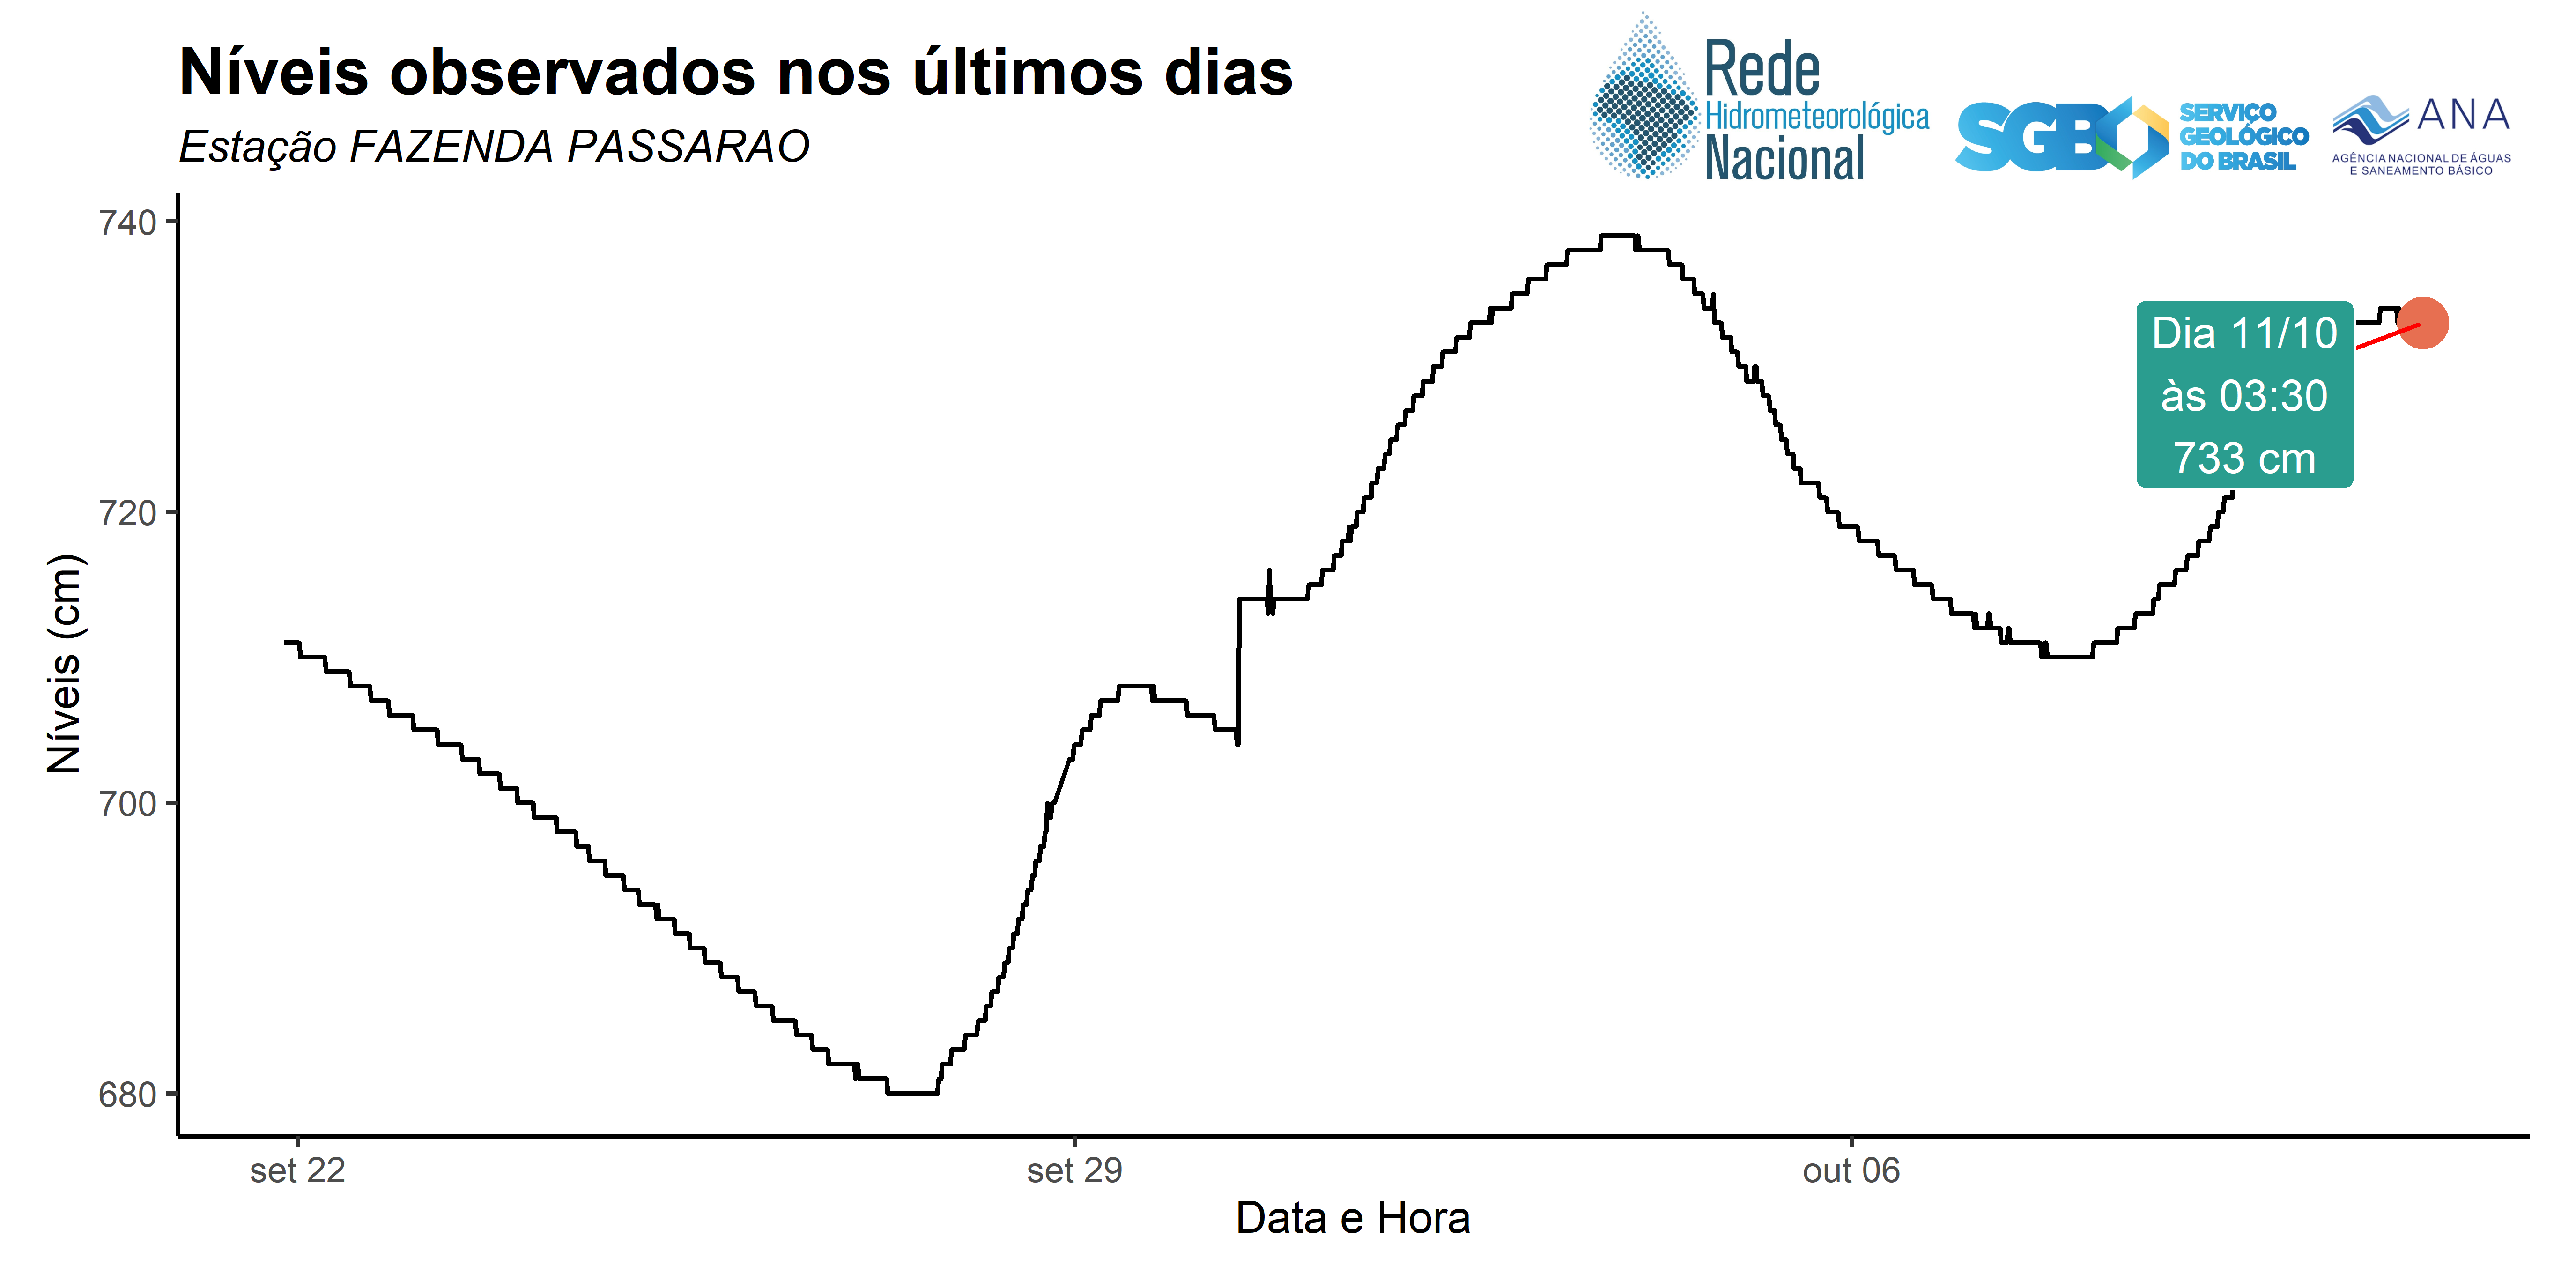 Níveis observados nos últimos dias
Estação FAZENDA PASSARAO
Rede
Hidrometeorológica
Nacional
SGB
SERVIÇO
GEOLÓGICO
DO BRASIL
ANA
AGÊNCIA NACIONAL DE ÁGUAS
E SANEAMENTO BÁSICO
740
720
700
680
Níveis (cm)
Dia 11/10
às 03:30
733 cm
set 22
set 29
out 06
Data e Hora